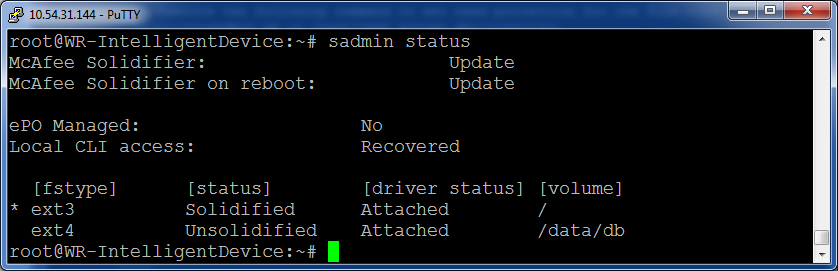 10.54.31.144 - PuTTY
root@WR-IntelligentDevice:~# sadmin status
McAfee Solidifier: Update
McAfee Solidifier on reboot: Update
ePO Managed: No
Local CLI access: Recovered
[fstype] [status] [driver status] [volume]
* ext3 Solidified Attached /
ext4 Unsolidified Attached /data/db
root@WR-IntelligentDevice:~#